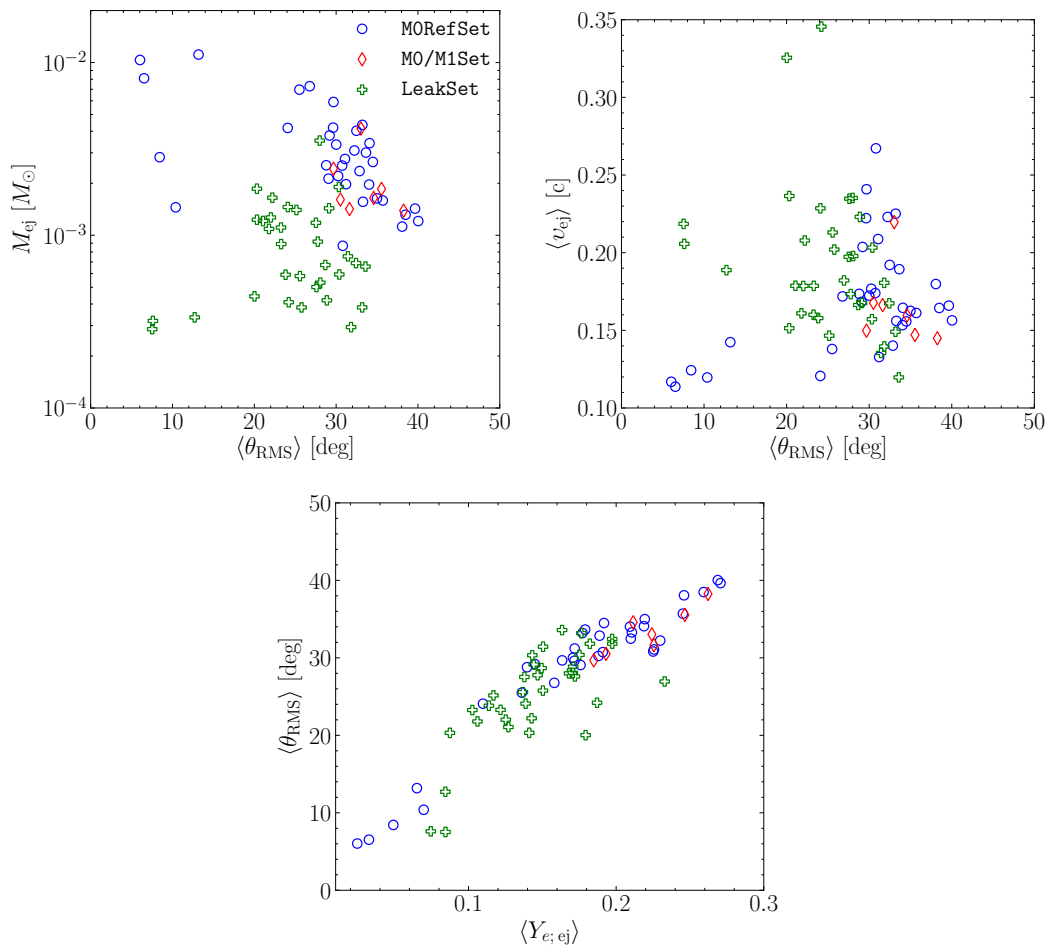 10⁻²
10⁻³
10⁻⁴
M_ej [M_⊙]
M0RefSet
M0/M1Set
LeakSet
0 10 20 30 40 50
⟨θ_RMS⟩ [deg]
0.35
0.30
0.25
0.20
0.15
0.10
⟨v_ej⟩ [c]
0 10 20 30 40 50
⟨θ_RMS⟩ [deg]
50
40
30
20
10
0
⟨θ_RMS⟩ [deg]
0.1 0.2 0.3
⟨Y_e; ej⟩